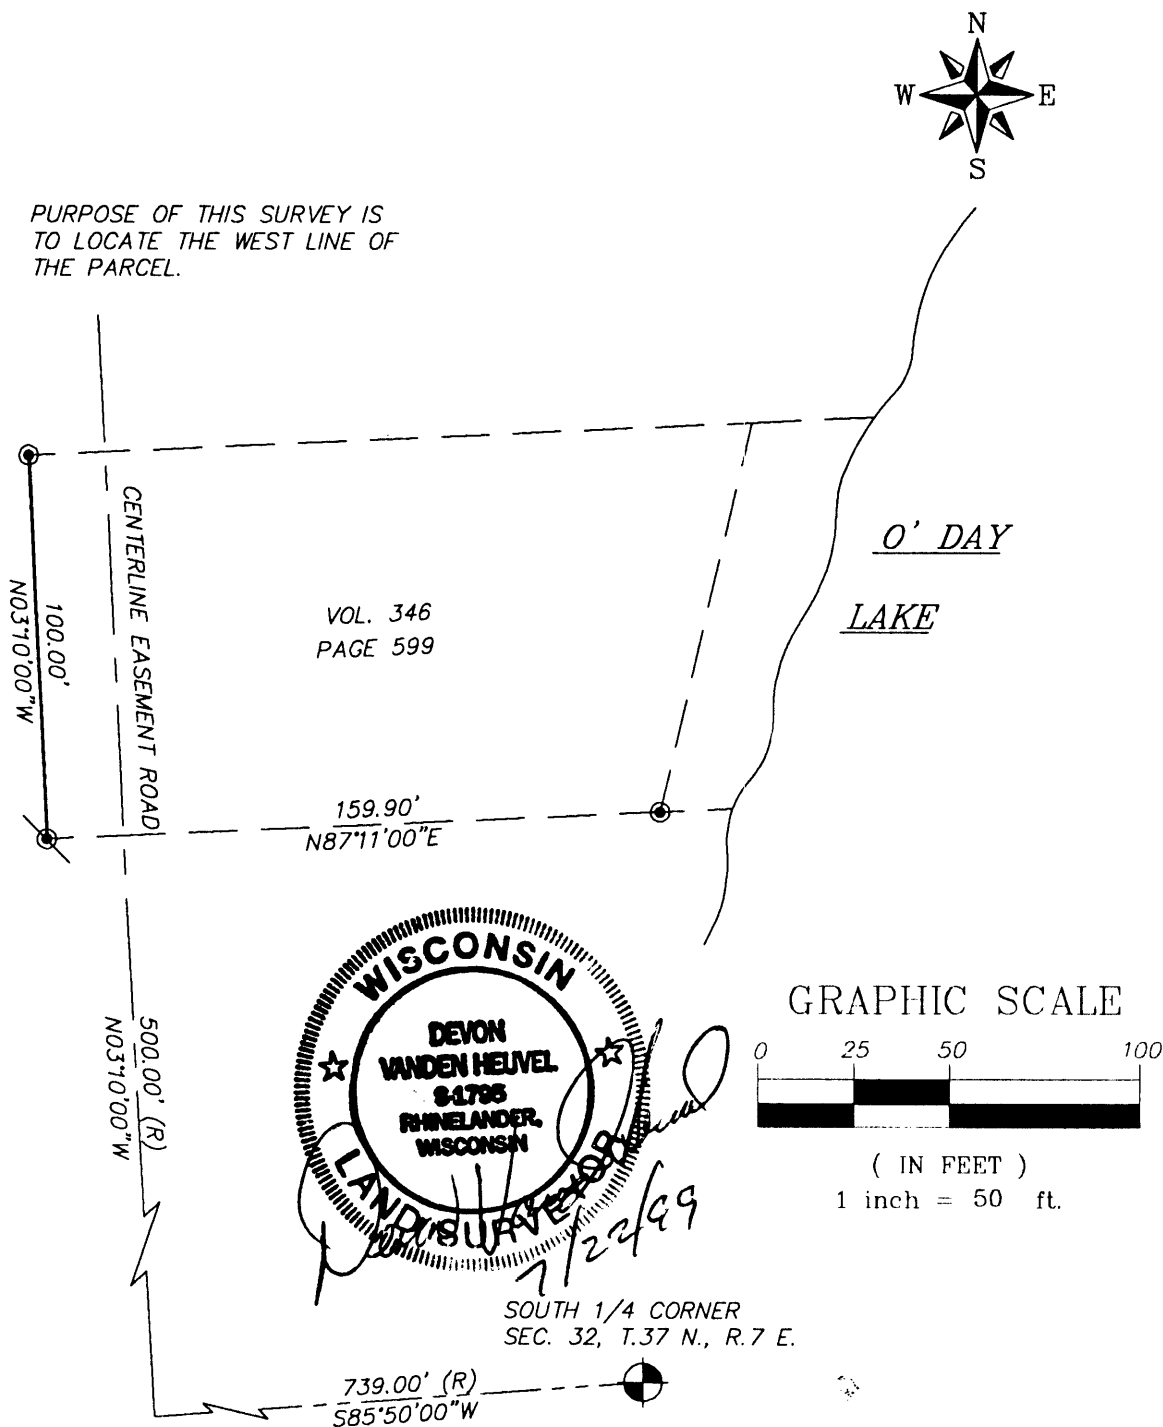 N
W E
S
PURPOSE OF THIS SURVEY IS
TO LOCATE THE WEST LINE OF
THE PARCEL.
CENTERLINE EASEMENT ROAD
100.00'
N03°10'00"W
VOL. 346
PAGE 599
O' DAY
LAKE
159.90'
N87°11'00"E
WISCONSIN
DEVON
VANDEN HEUVEL
S-1795
RHINELANDER,
WISCONSIN
LAND SURVEYOR
7/22/99
GRAPHIC SCALE
0 25 50 100
( IN FEET )
1 inch = 50 ft.
500.00' (R)
N03°10'00"W
SOUTH 1/4 CORNER
SEC. 32, T.37 N., R.7 E.
739.00' (R)
S85°50'00"W